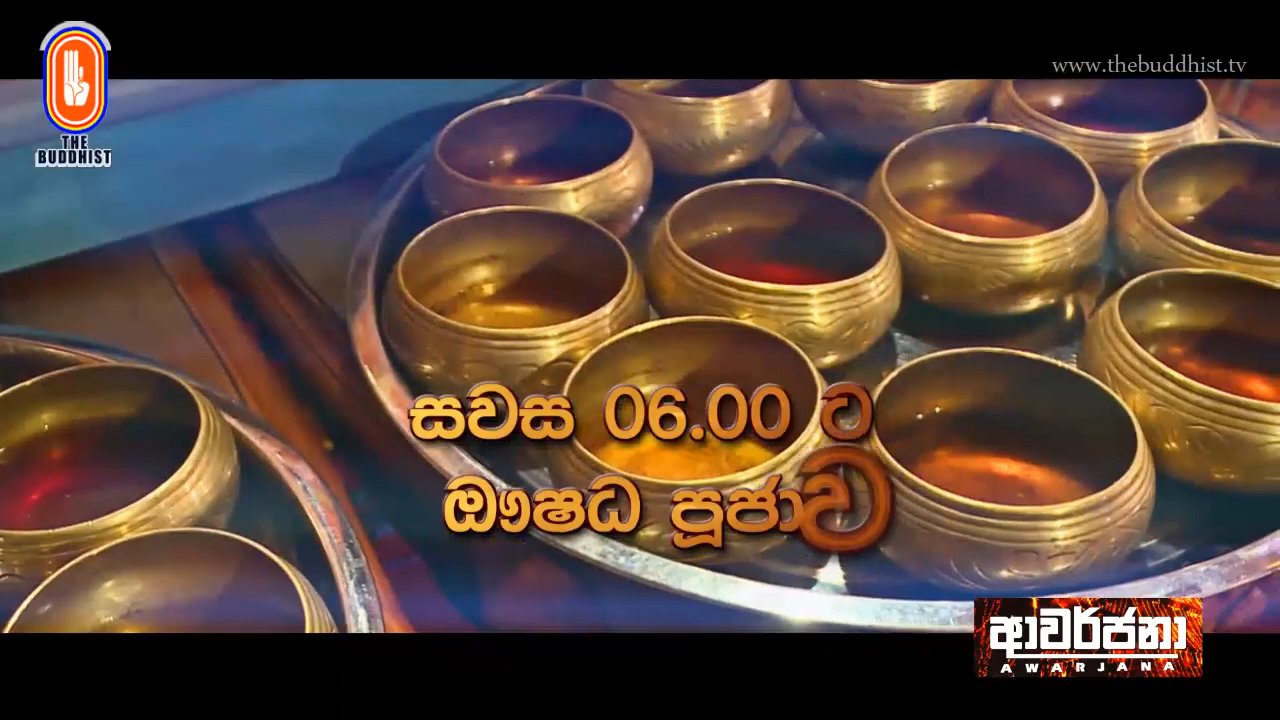 www.thebuddhist.tv
THE
BUDDHIST
සවස 06.00 ට
ඖෂධ පූජාව
ආවර්ජනා
AWARJANA